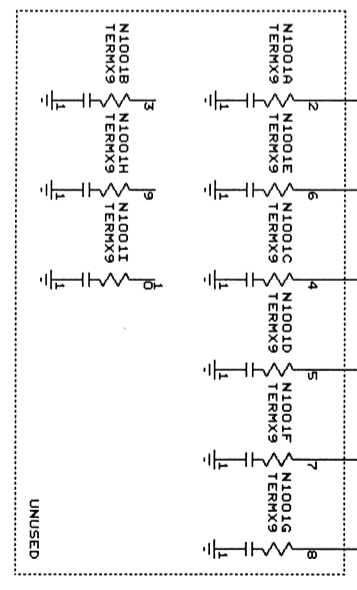 N1001A
TERMX9
2
1
N1001E
TERMX9
6
1
N1001C
TERMX9
4
1
N1001D
TERMX9
5
1
N1001F
TERMX9
7
1
N1001G
TERMX9
8
1
N1001B
TERMX9
3
1
N1001H
TERMX9
9
1
N1001I
TERMX9
10
1
UNUSED